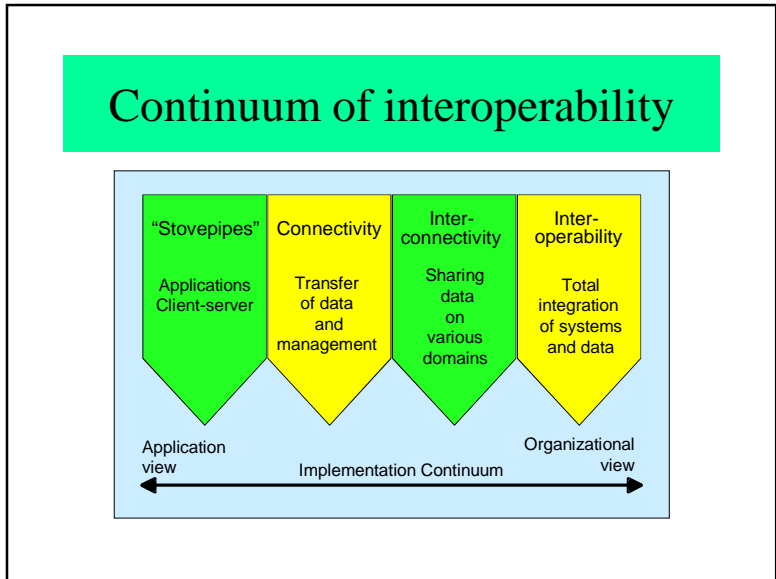 Continuum of interoperability
“Stovepipes”
Applications
Client-server
Connectivity
Transfer
of data
and
management
Inter-
connectivity
Sharing
data
on
various
domains
Inter-
operability
Total
integration
of systems
and data
Application
view
Implementation Continuum
Organizational
view